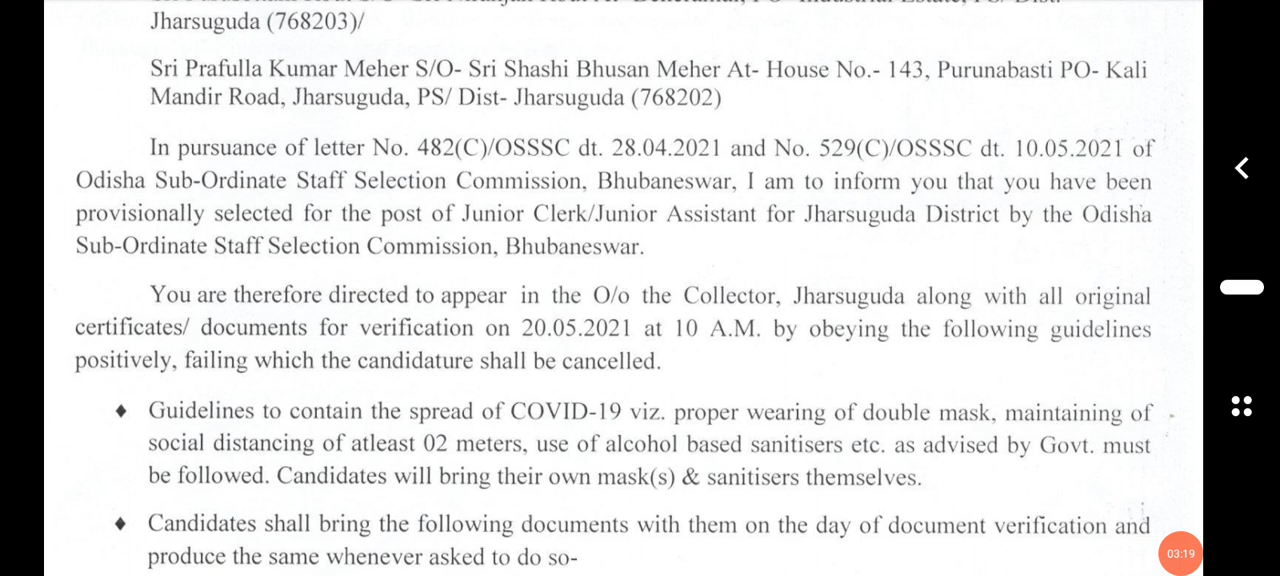 Jharsuguda (768203)/
Sri Prafulla Kumar Meher S/O- Sri Shashi Bhusan Meher At- House No.- 143, Purunabasti PO- Kali
Mandir Road, Jharsuguda, PS/ Dist- Jharsuguda (768202)
In pursuance of letter No. 482(C)/OSSSC dt. 28.04.2021 and No. 529(C)/OSSSC dt. 10.05.2021 of
Odisha Sub-Ordinate Staff Selection Commission, Bhubaneswar, I am to inform you that you have been
provisionally selected for the post of Junior Clerk/Junior Assistant for Jharsuguda District by the Odisha
Sub-Ordinate Staff Selection Commission, Bhubaneswar.
You are therefore directed to appear in the O/o the Collector, Jharsuguda along with all original
certificates/ documents for verification on 20.05.2021 at 10 A.M. by obeying the following guidelines
positively, failing which the candidature shall be cancelled.
♦ Guidelines to contain the spread of COVID-19 viz. proper wearing of double mask, maintaining of
social distancing of atleast 02 meters, use of alcohol based sanitisers etc. as advised by Govt. must
be followed. Candidates will bring their own mask(s) & sanitisers themselves.
♦ Candidates shall bring the following documents with them on the day of document verification and
produce the same whenever asked to do so-
03:19